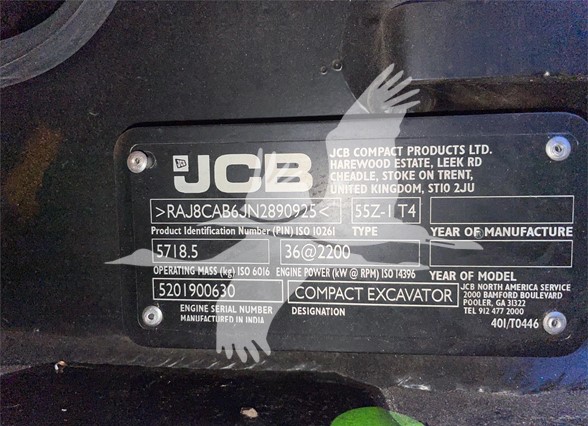 JCB
JCB COMPACT PRODUCTS LTD.
HAREWOOD ESTATE, LEEK RD
CHEADLE, STOKE ON TRENT,
UNITED KINGDOM, ST10 2JU
>RAJ8CAB6JN2890925<
55Z-1 T4
Product Identification Number (PIN) ISO 10261
TYPE
YEAR OF MANUFACTURE
5718.5
36@2200
OPERATING MASS (kg) ISO 6016
ENGINE POWER (kW @ RPM) ISO 14396
YEAR OF MODEL
5201900630
COMPACT EXCAVATOR
ENGINE SERIAL NUMBER
MANUFACTURED IN INDIA
DESIGNATION
JCB NORTH AMERICA SERVICE
2000 BAMFORD BOULEVARD
POOLER, GA 31322
TEL 912 477 2000
401/T0446